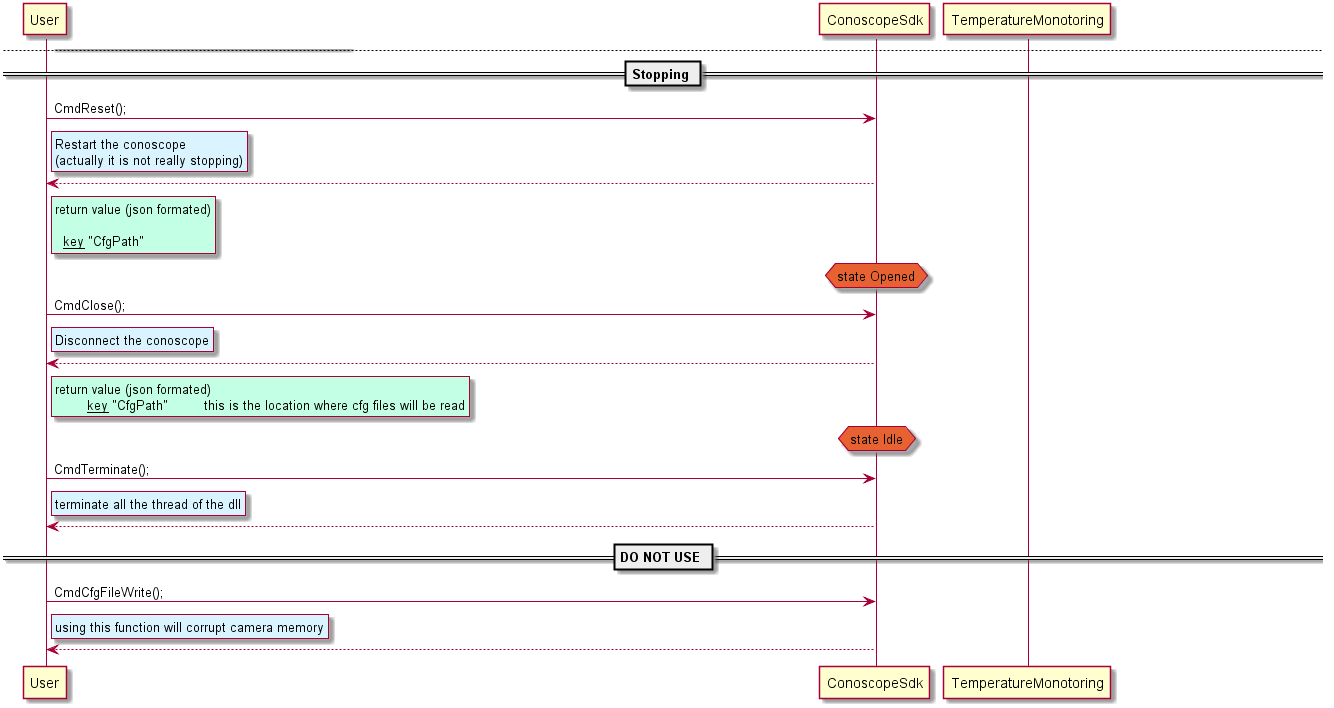 User ConoscopeSdk TemperatureMonotoring
Stopping
CmdReset();
Restart the conoscope
(actually it is not really stopping)
return value (json formated)
key "CfgPath"
state Opened
CmdClose();
Disconnect the conoscope
return value (json formated)
key "CfgPath" this is the location where cfg files will be read
state Idle
CmdTerminate();
terminate all the thread of the dll
DO NOT USE
CmdCfgFileWrite();
using this function will corrupt camera memory
User ConoscopeSdk TemperatureMonotoring